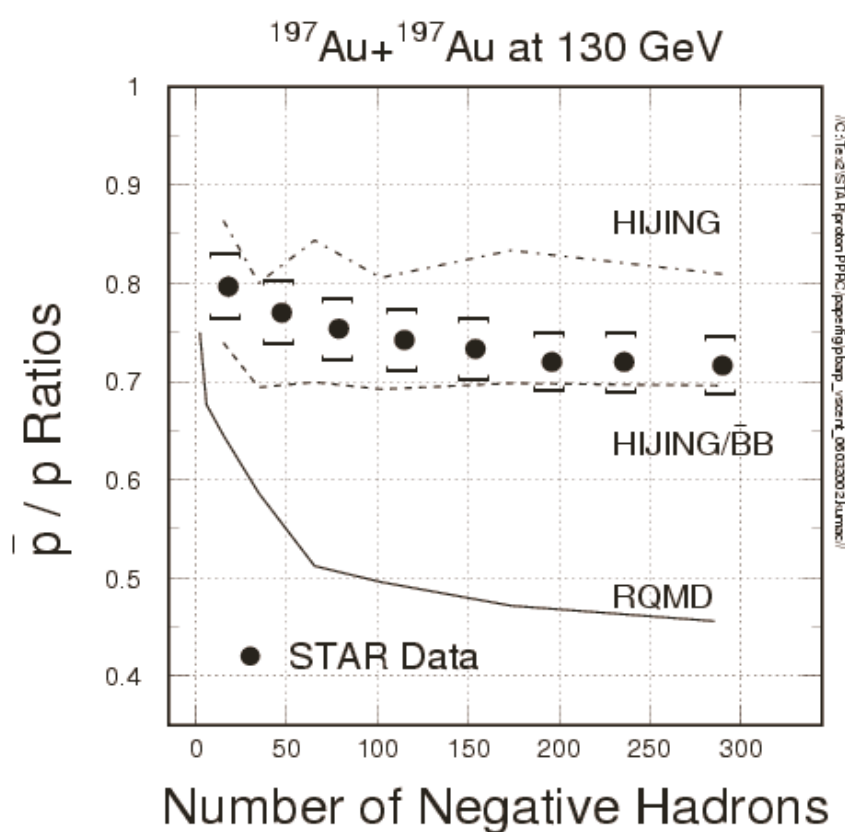 ¹⁹⁷Au+¹⁹⁷Au at 130 GeV
1
0.9
0.8
0.7
0.6
0.5
0.4
p̄ / p Ratios
HIJING
HIJING/B̄B
RQMD
STAR Data
0 50 100 150 200 250 300
Number of Negative Hadrons